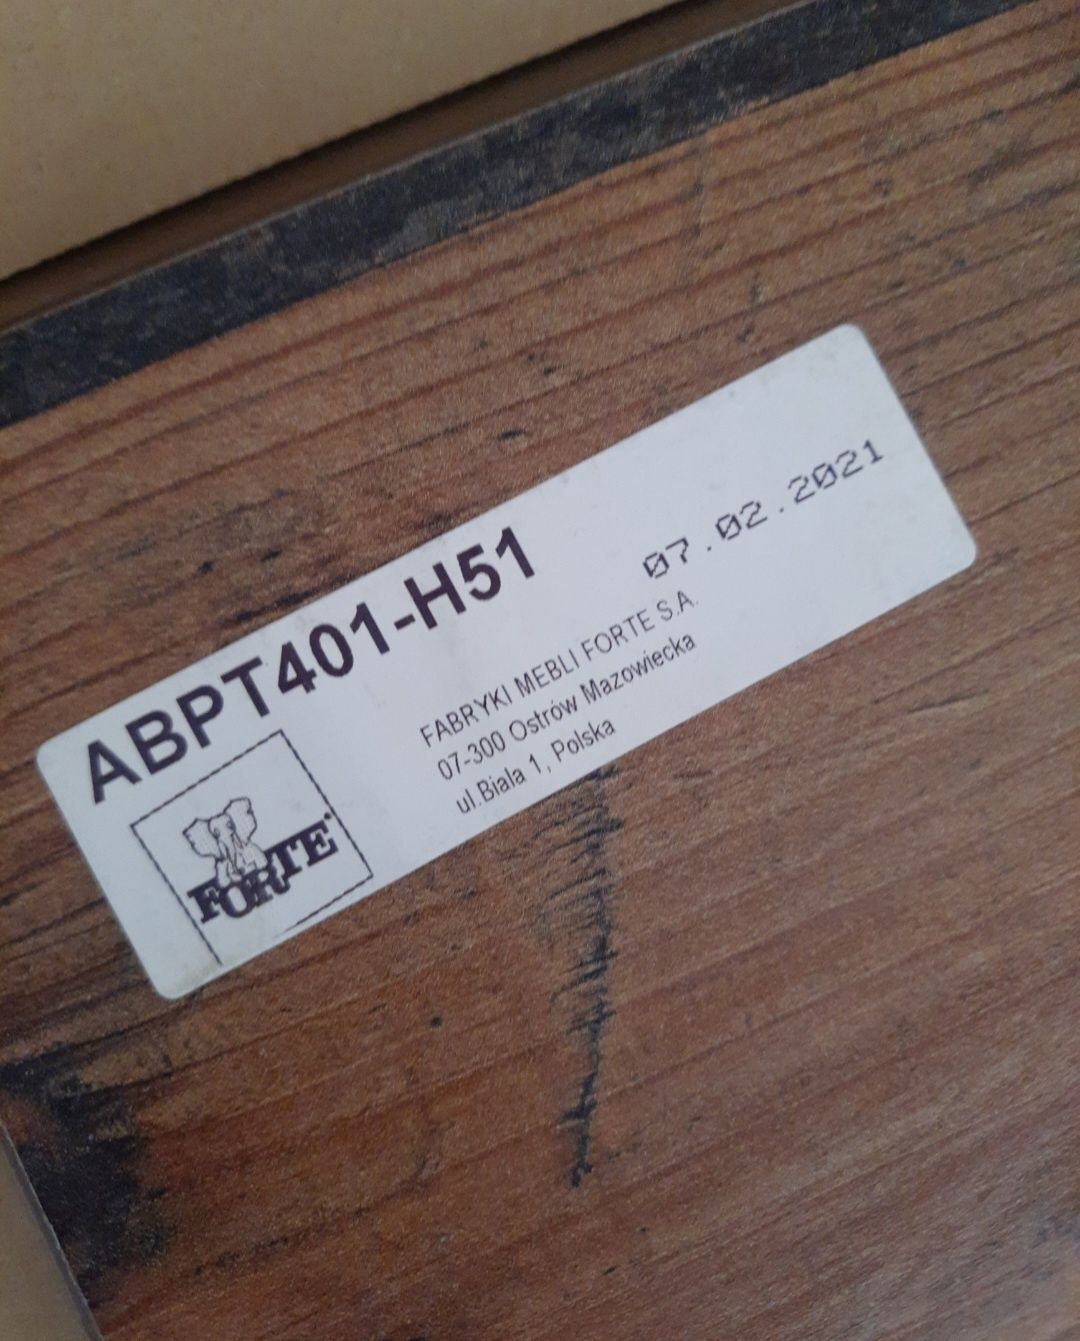 ABPT401-H51
07.02.2021
FABRYKI MEBLI FORTE S.A.
07-300 Ostrów Mazowiecka
ul.Biala 1, Polska
FORTE